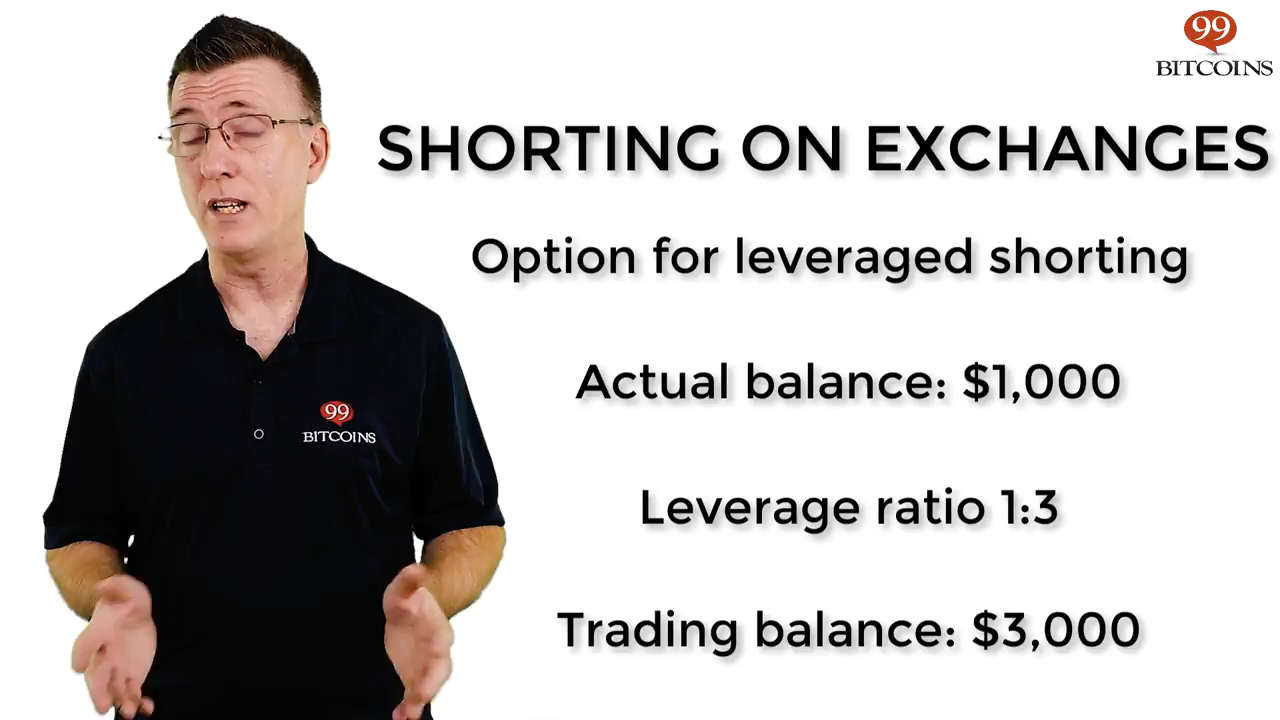 99
BITCOINS
SHORTING ON EXCHANGES
Option for leveraged shorting
Actual balance: $1,000
Leverage ratio 1:3
Trading balance: $3,000
99
BITCOINS